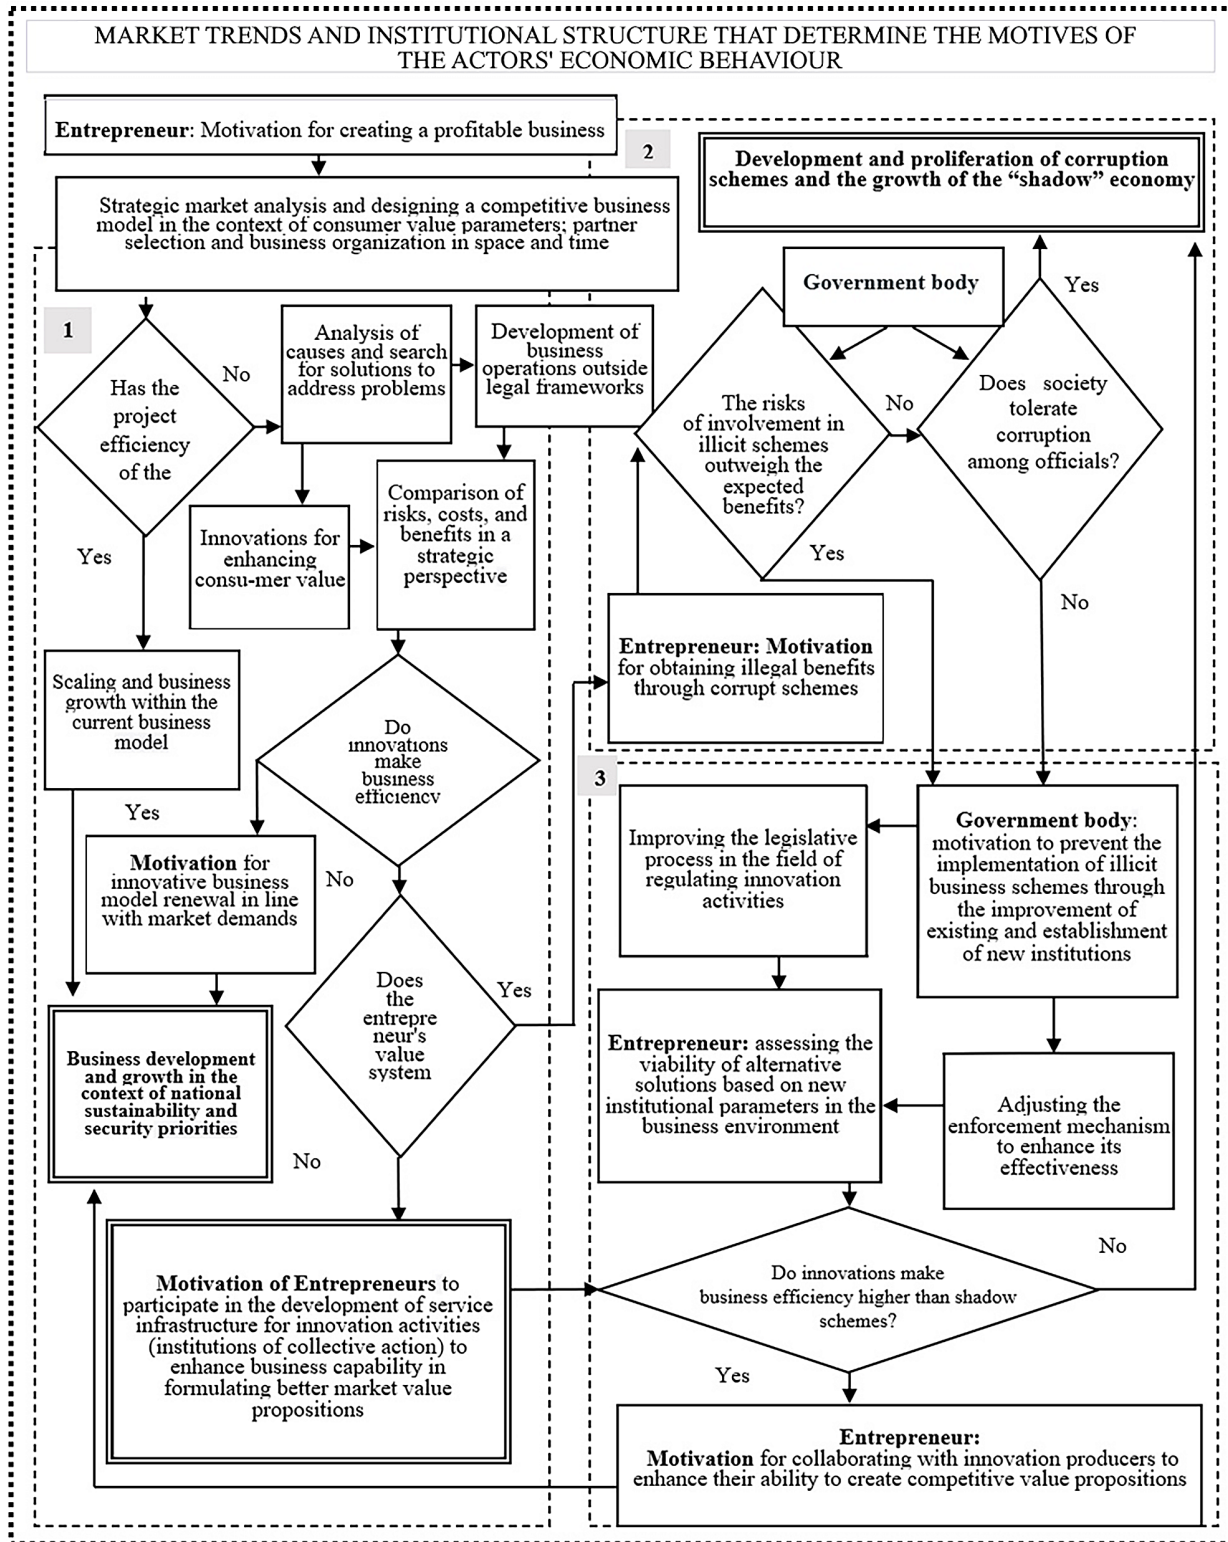 MARKET TRENDS AND INSTITUTIONAL STRUCTURE THAT DETERMINE THE MOTIVES OF
THE ACTORS' ECONOMIC BEHAVIOUR
Entrepreneur: Motivation for creating a profitable business
Strategic market analysis and designing a competitive business
model in the context of consumer value parameters; partner
selection and business organization in space and time
1
Has the
project
efficiency
of the
No
Yes
Analysis of
causes and search
for solutions to
address problems
Development of
business
operations outside
legal frameworks
Innovations for
enhancing
consu-mer value
Comparison of
risks, costs, and
benefits in a
strategic
perspective
Scaling and business
growth within the
current business
model
Do
innovations
make
business
efficiency
Yes
Motivation for
innovative business
model renewal in line
with market demands
No
Does
the
entrepre
neur's
value
system
Yes
Business development
and growth in the
context of national
sustainability and
security priorities
No
Motivation of Entrepreneurs to
participate in the development of service
infrastructure for innovation activities
(institutions of collective action) to
enhance business capability in
formulating better market value
propositions
2
Development and proliferation of corruption
schemes and the growth of the “shadow” economy
Government body
Yes
The risks
of involvement in
illicit schemes
outweigh the
expected
benefits?
No
Does society
tolerate
corruption
among officials?
Yes
No
Entrepreneur: Motivation
for obtaining illegal benefits
through corrupt schemes
3
Improving the legislative
process in the field of
regulating innovation
activities
Government body:
motivation to prevent the
implementation of illicit
business schemes through
the improvement of
existing and establishment
of new institutions
Entrepreneur: assessing the
viability of alternative
solutions based on new
institutional parameters in the
business environment
Adjusting the
enforcement mechanism
to enhance its
effectiveness
Do innovations make
business efficiency higher than shadow
schemes?
No
Yes
Entrepreneur:
Motivation for collaborating with innovation producers to
enhance their ability to create competitive value propositions